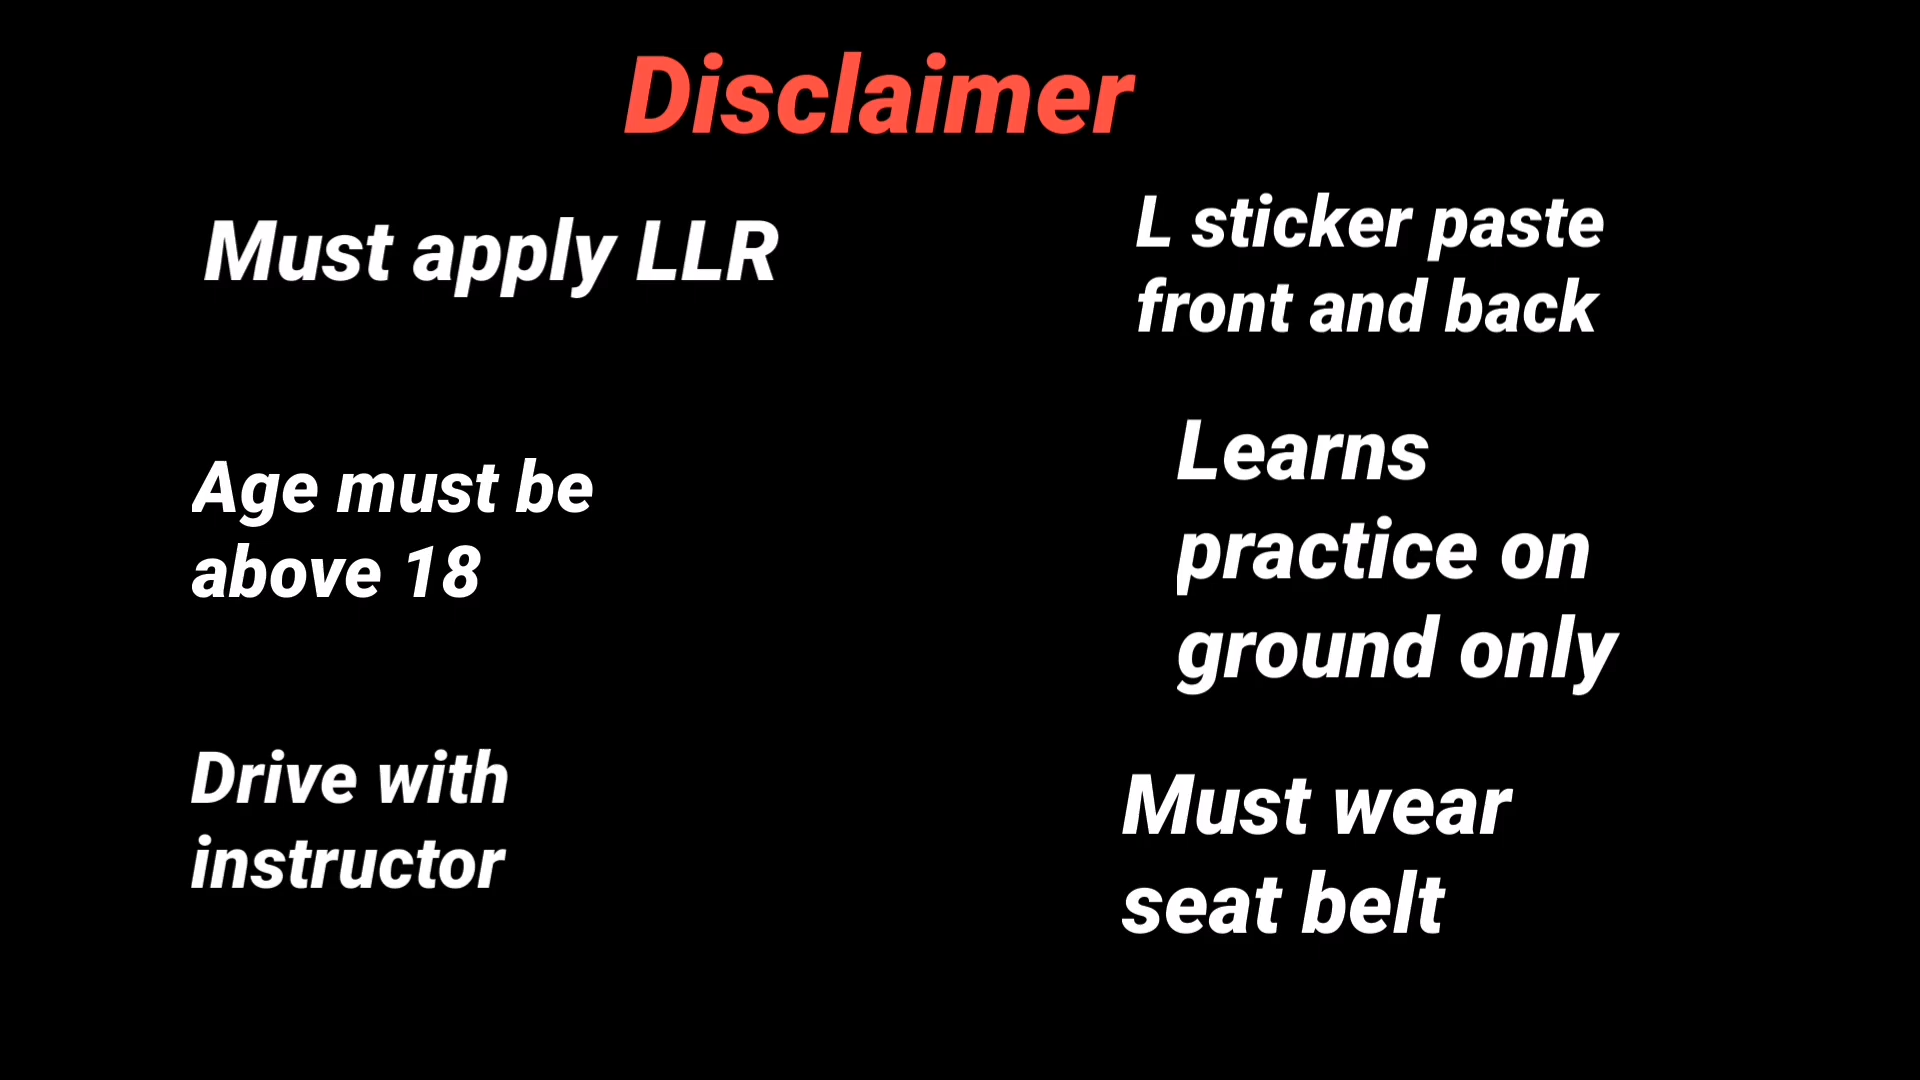 Disclaimer
Must apply LLR
Age must be
above 18
Drive with
instructor
L sticker paste
front and back
Learns
practice on
ground only
Must wear
seat belt